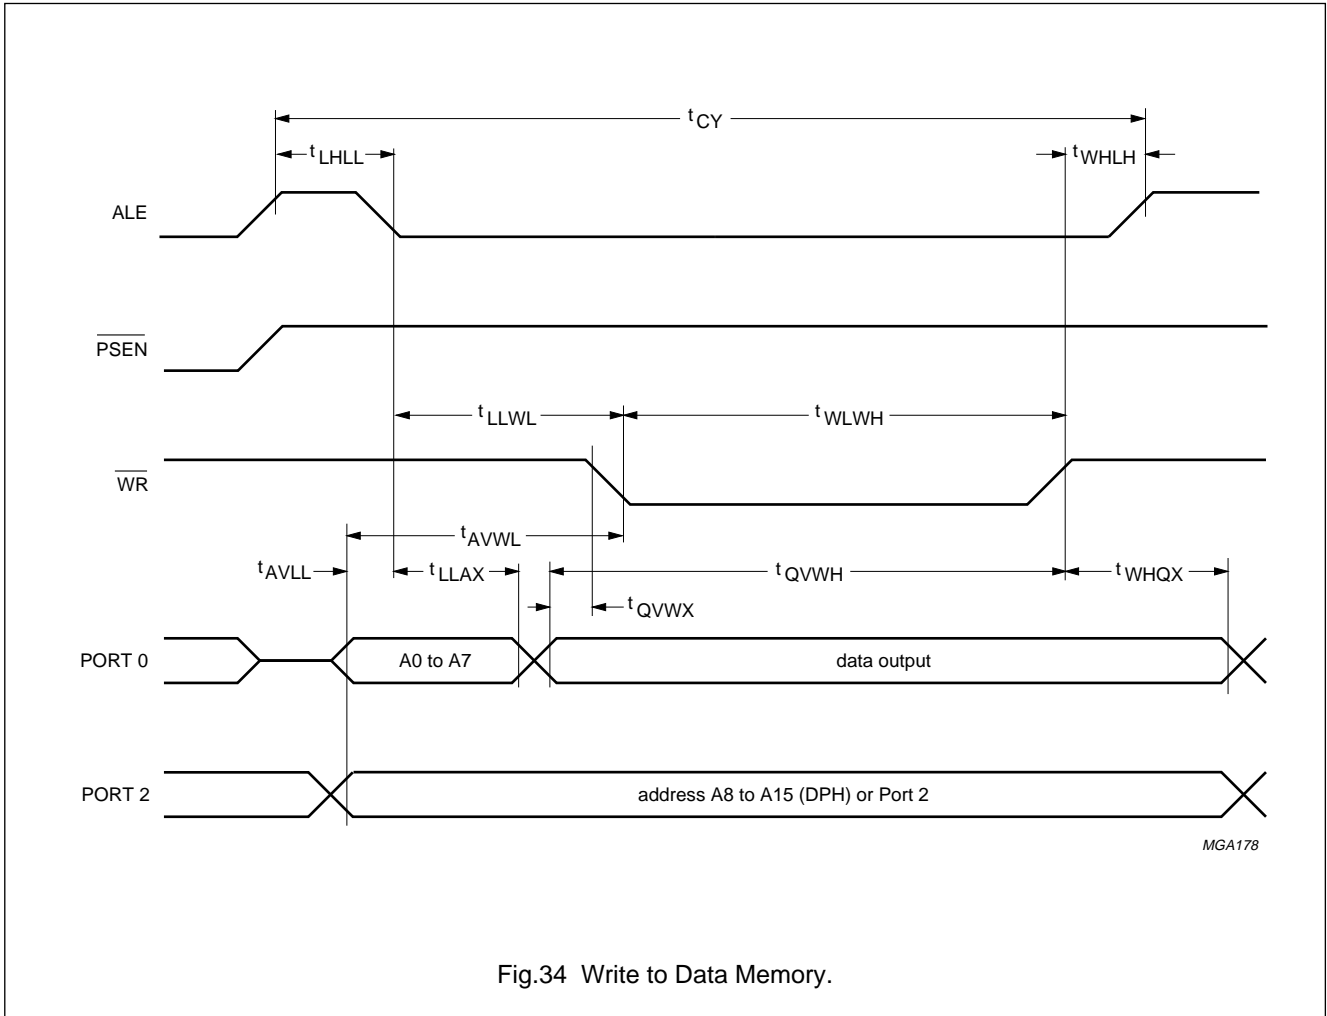 tCY
tLHLL
tWHLH
ALE
PSEN
tLLWL
tWLWH
WR
tAVWL
tAVLL
tLLAX
tQVWH
tWHQX
tQVWX
PORT 0
A0 to A7
data output
PORT 2
address A8 to A15 (DPH) or Port 2
MGA178
Fig.34 Write to Data Memory.